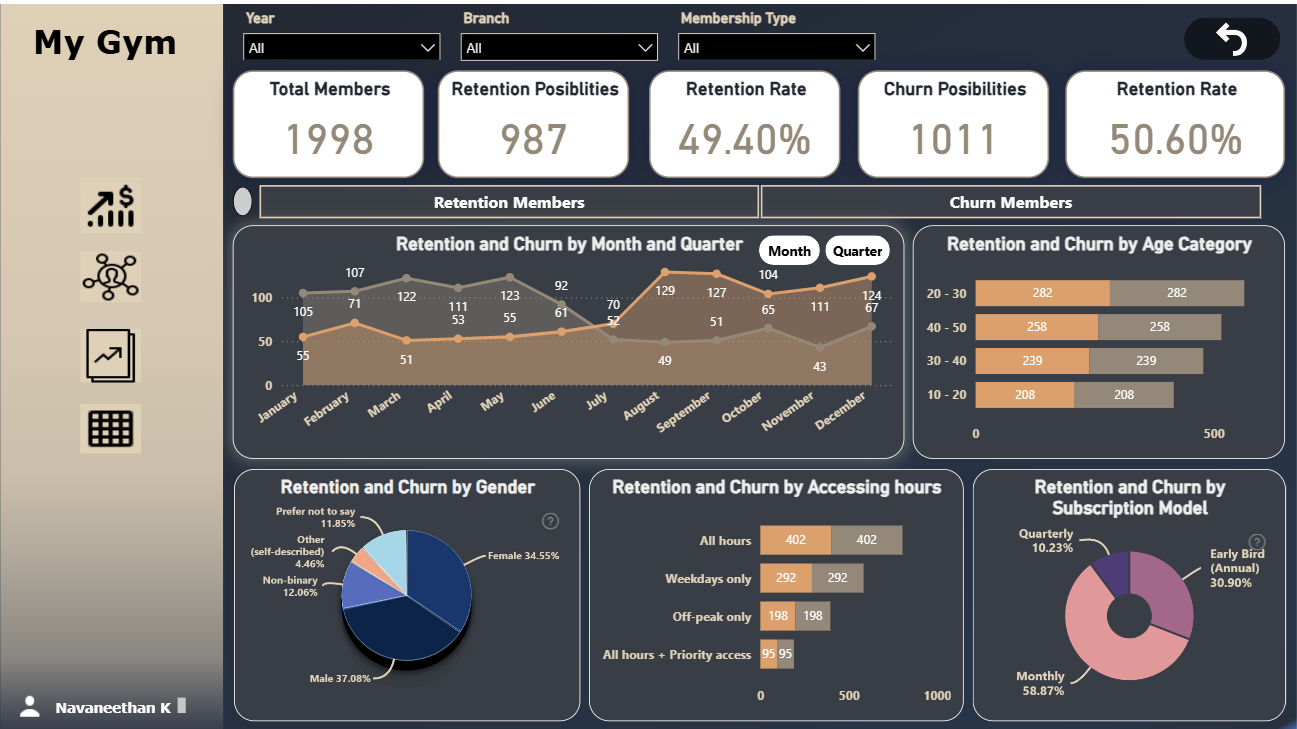 My Gym
Year
Branch
Membership Type
All
All
All
Total Members
1998
Retention Posiblities
987
Retention Rate
49.40%
Churn Posibilities
1011
Retention Rate
50.60%
Retention Members
Churn Members
Retention and Churn by Month and Quarter
Month
Quarter
100
50
0
105
107
122
111
123
92
52
49
51
65
43
67
55
71
51
53
55
61
70
129
127
104
111
124
January
February
March
April
May
June
July
August
September
October
November
December
Retention and Churn by Age Category
20 - 30
282
282
40 - 50
258
258
30 - 40
239
239
10 - 20
208
208
0
500
Retention and Churn by Gender
?
Prefer not to say
11.85%
Other
(self-described)
4.46%
Non-binary
12.06%
Female 34.55%
Male 37.08%
Retention and Churn by Accessing hours
All hours
402
402
Weekdays only
292
292
Off-peak only
198
198
All hours + Priority access
95
95
0
500
1000
Retention and Churn by
Subscription Model
?
Quarterly
10.23%
Early Bird
(Annual)
30.90%
Monthly
58.87%
Navaneethan K